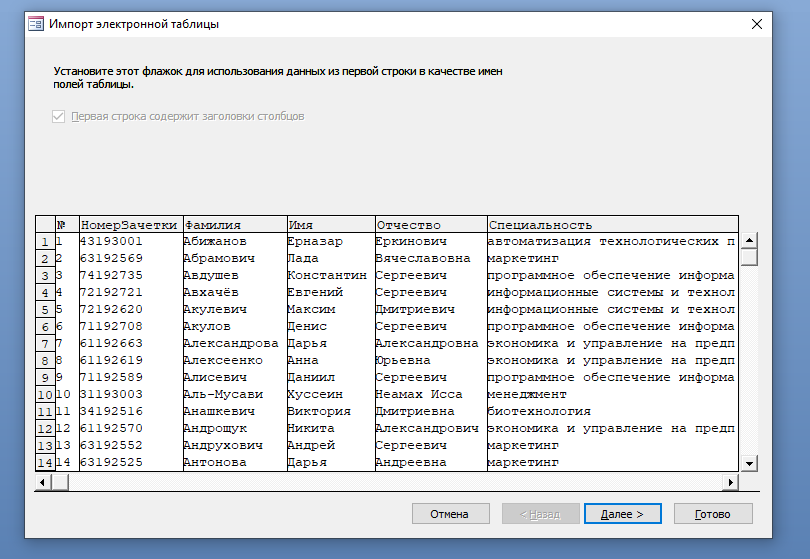 Импорт электронной таблицы
Установите этот флажок для использования данных из первой строки в качестве имен
полей таблицы.
Первая строка содержит заголовки столбцов
№ НомерЗачетки Фамилия Имя Отчество Специальность
1 1 43193001 Абижанов Ерназар Еркинович автоматизация технологических п
2 2 63192569 Абрамович Лада Вячеславовна маркетинг
3 3 74192735 Авдушев Константин Сергеевич программное обеспечение информа
4 4 72192721 Авхачёв Евгений Сергеевич информационные системы и технол
5 5 72192620 Акулевич Максим Дмитриевич информационные системы и технол
6 6 71192708 Акулов Денис Сергеевич программное обеспечение информа
7 7 61192663 Александрова Дарья Александровна экономика и управление на предп
8 8 61192619 Алексеенко Анна Юрьевна экономика и управление на предп
9 9 71192589 Алисевич Даниил Сергеевич программное обеспечение информа
10 10 31193003 Аль-Мусави Хуссеин Неамах Исса менеджмент
11 11 34192516 Анашкевич Виктория Дмитриевна биотехнология
12 12 61192570 Андрощук Никита Александрович экономика и управление на предп
13 13 63192552 Андрухович Андрей Сергеевич маркетинг
14 14 63192525 Антонова Дарья Андреевна маркетинг
Отмена < Назад Далее > Готово